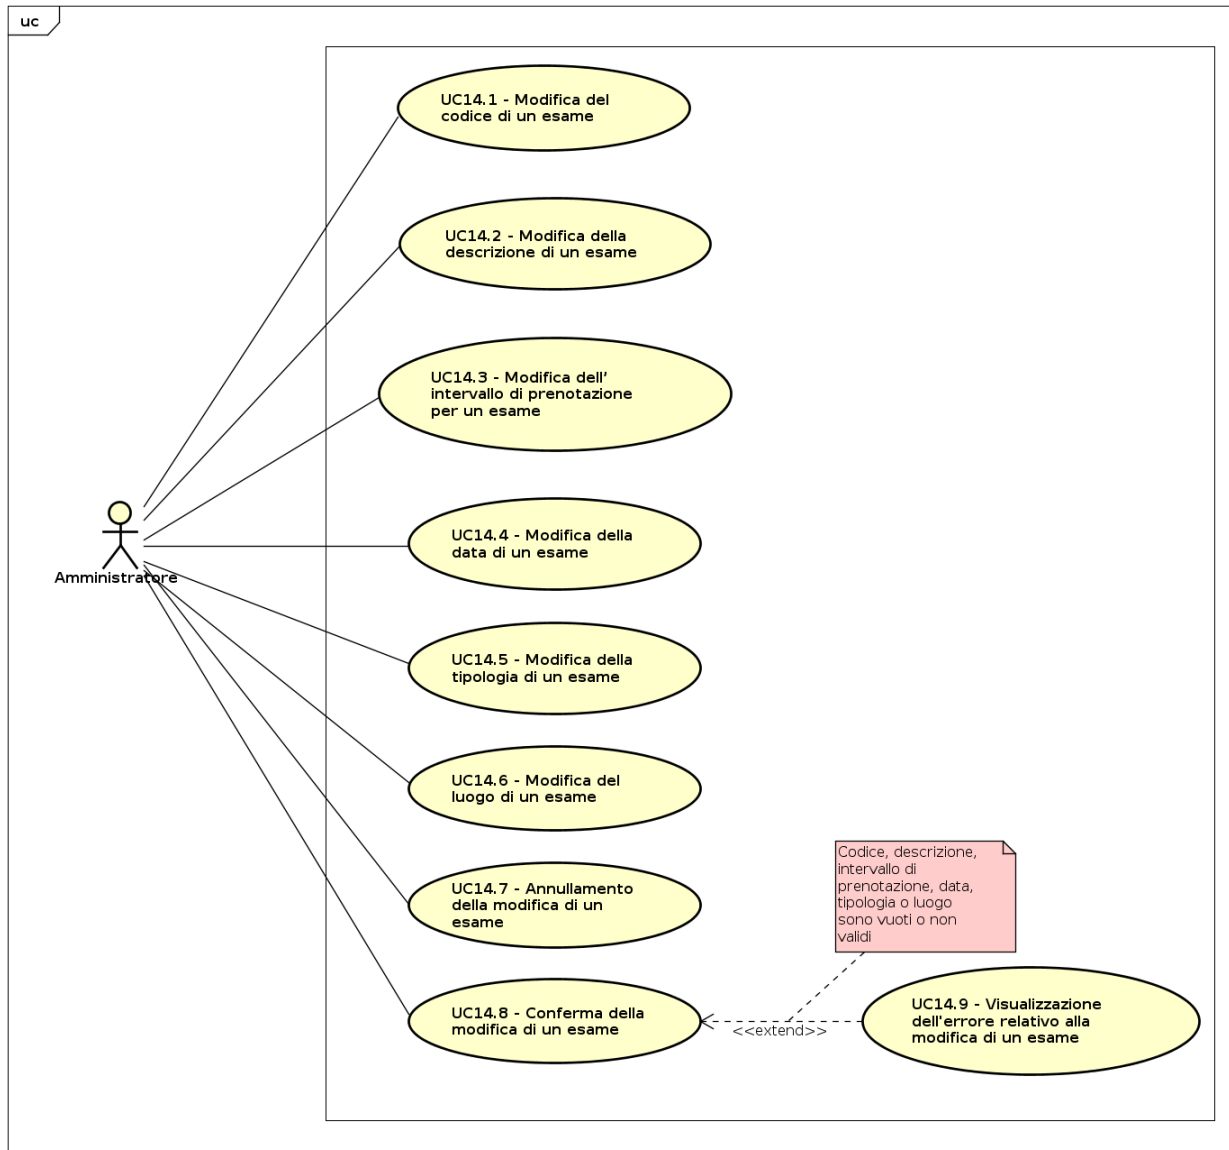 uc
UC14.1 - Modifica del
codice di un esame
UC14.2 - Modifica della
descrizione di un esame
UC14.3 - Modifica dell'
intervallo di prenotazione
per un esame
Amministratore
UC14.4 - Modifica della
data di un esame
UC14.5 - Modifica della
tipologia di un esame
UC14.6 - Modifica del
luogo di un esame
UC14.7 - Annullamento
della modifica di un
esame
Codice, descrizione,
intervallo di
prenotazione, data,
tipologia o luogo
sono vuoti o non
validi
UC14.8 - Conferma della
modifica di un esame
<<extend>>
UC14.9 - Visualizzazione
dell'errore relativo alla
modifica di un esame